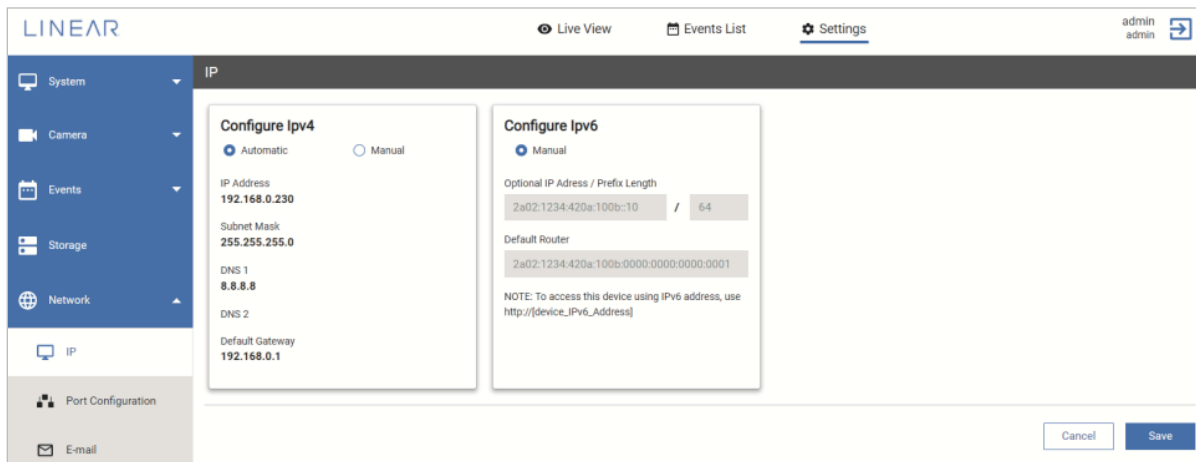 LINEAR
Live View
Events List
Settings
admin
admin
System
Camera
Events
Storage
Network
IP
Port Configuration
E-mail
IP
Configure Ipv4
Automatic
Manual
IP Address
192.168.0.230
Subnet Mask
255.255.255.0
DNS 1
8.8.8.8
DNS 2
Default Gateway
192.168.0.1
Configure Ipv6
Manual
Optional IP Adress / Prefix Length
2a02:1234:420a:100b::10 / 64
Default Router
2a02:1234:420a:100b:0000:0000:0000:0001
NOTE: To access this device using IPv6 address, use
http://[device_IPv6_Address]
Cancel
Save